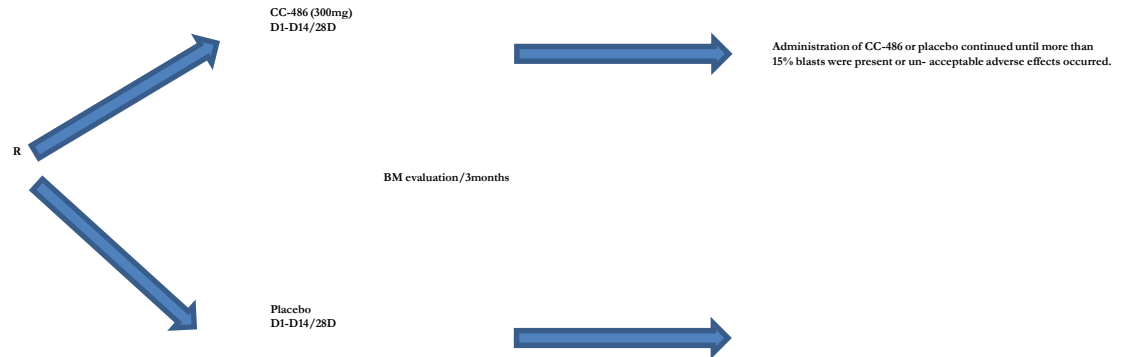 CC-486 (300mg)
D1-D14/28D
Administration of CC-486 or placebo continued until more than
15% blasts were present or un- acceptable adverse effects occurred.
R
BM evaluation/3months
Placebo
D1-D14/28D